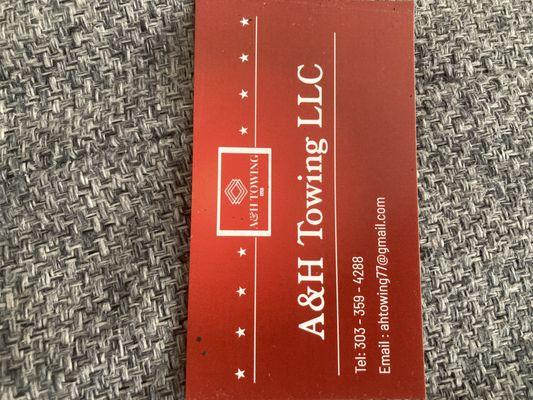 A&H TOWING
A&H Towing LLC
Tel: 303 - 359 - 4288
Email : ahtowing77@gmail.com